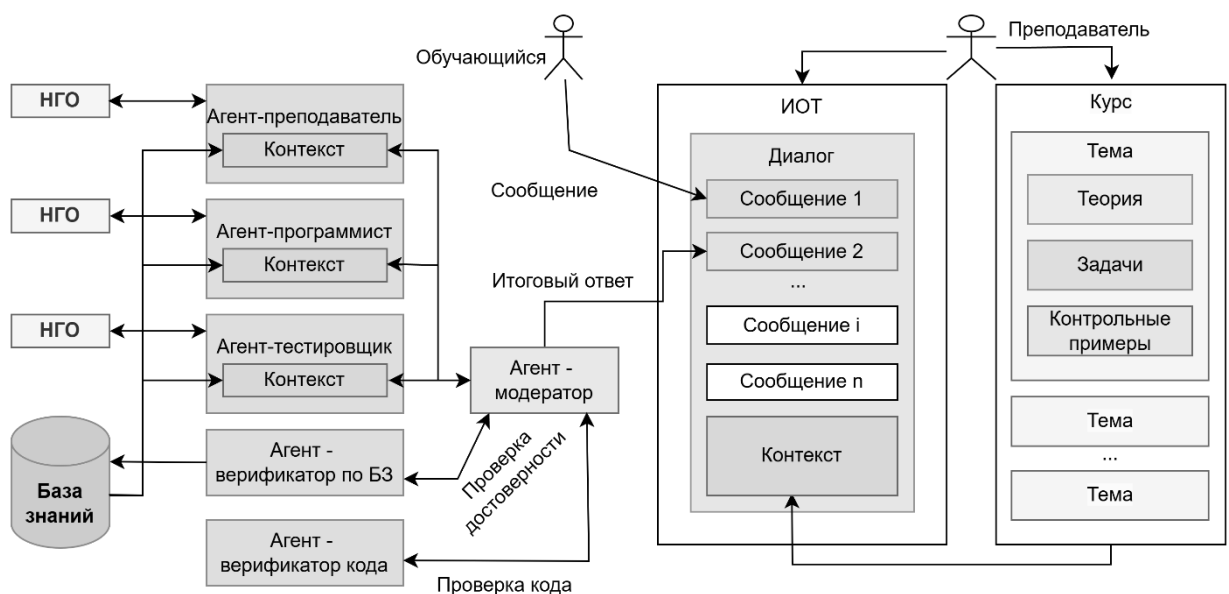 Обучающийся
Преподаватель
НГО
Агент-преподаватель
Контекст
НГО
Агент-программист
Контекст
НГО
Агент-тестировщик
Контекст
База
знаний
Агент -
верификатор по БЗ
Агент -
верификатор кода
Агент -
модератор
Проверка
достоверности
Проверка кода
Сообщение
Итоговый ответ
ИОТ
Диалог
Сообщение 1
Сообщение 2
...
Сообщение i
Сообщение n
Контекст
Курс
Тема
Теория
Задачи
Контрольные
примеры
Тема
...
Тема